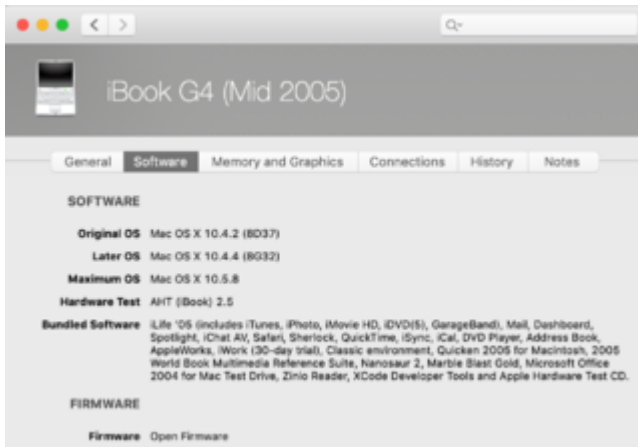 iBook G4 (Mid 2005)
General Software Memory and Graphics Connections History Notes
SOFTWARE
Original OS Mac OS X 10.4.2 (8D37)
Later OS Mac OS X 10.4.4 (8G32)
Maximum OS Mac OS X 10.5.8
Hardware Test AHT (iBook) 2.5
Bundled Software iLife '05 (includes iTunes, iPhoto, iMovie HD, iDVD(5), GarageBand), Mail, Dashboard,
Spotlight, iChat AV, Safari, Sherlock, QuickTime, iSync, iCal, DVD Player, Address Book,
AppleWorks, iWork (30-day trial), Classic environment, Quicken 2005 for Macintosh, 2005
World Book Multimedia Reference Suite, Nanosaur 2, Marble Blast Gold, Microsoft Office
2004 for Mac Test Drive, Zinio Reader, XCode Developer Tools and Apple Hardware Test CD.
FIRMWARE
Firmware Open Firmware